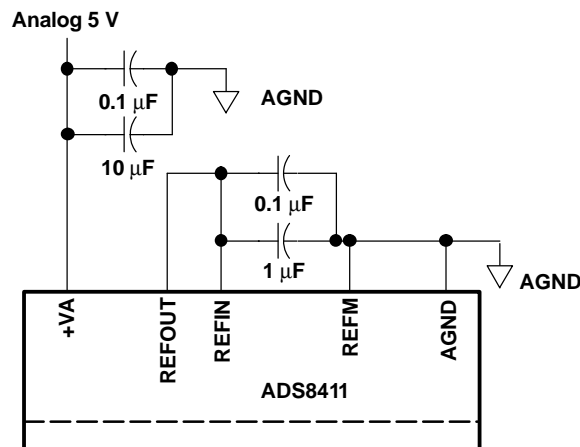 Analog 5 V
0.1 μF
AGND
10 μF
0.1 μF
1 μF
AGND
+VA
REFOUT
REFIN
REFM
AGND
ADS8411